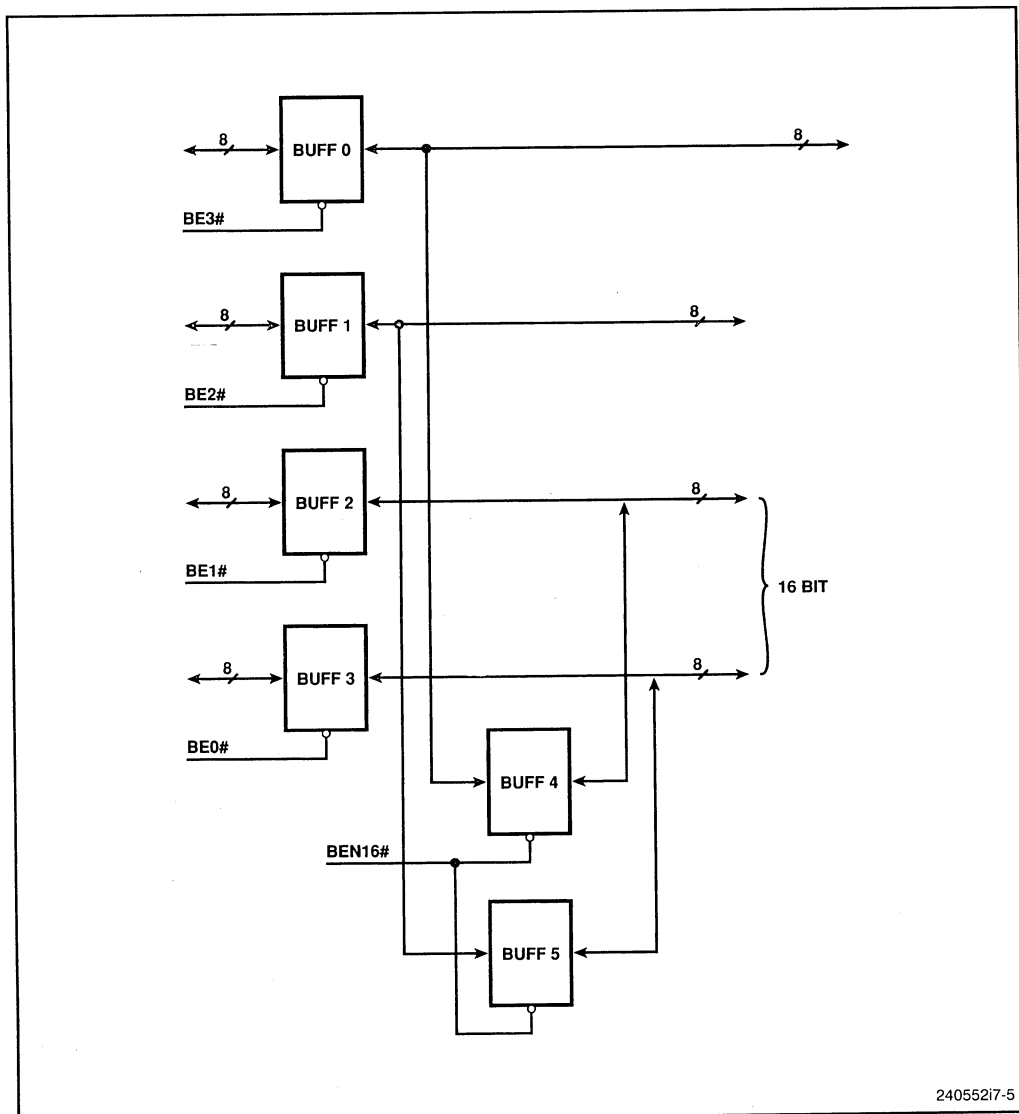 8
BUFF 0
8
BE3#
8
BUFF 1
8
BE2#
8
BUFF 2
8
BE1#
16 BIT
8
BUFF 3
8
BE0#
BUFF 4
BEN16#
BUFF 5
240552i7-5